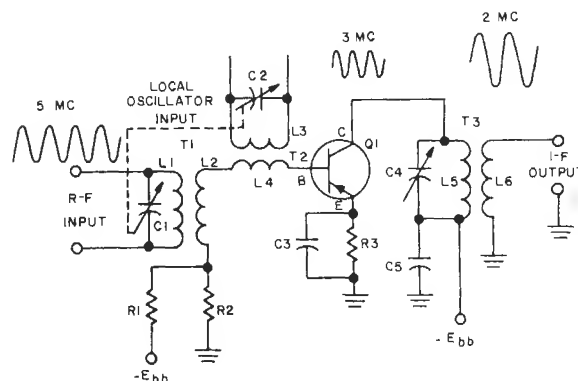 3 MC
2 MC
LOCAL
OSCILLATOR
INPUT
C2
5 MC
L3
T1
L1
L2
T2
L4
C
Q1
B
E
T3
C4
L5
L6
I-F
OUTPUT
R-F
INPUT
C1
C3
R3
C5
R1
R2
-Ebb
-Ebb